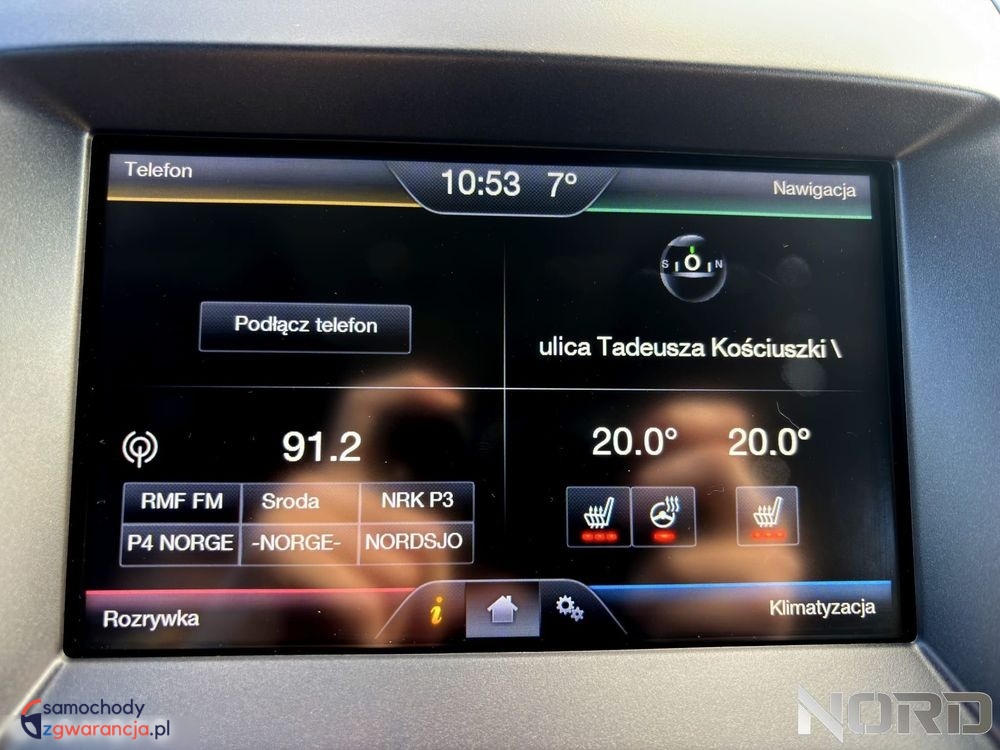 NORD
Telefon
10:53 7°
Nawigacja
S N
Podłącz telefon
ulica Tadeusza Kościuszki \
91.2
20.0° 20.0°
RMF FM Sroda NRK P3
P4 NORGE -NORGE- NORDSJO
Rozrywka
i
Klimatyzacja
samochody
zgwarancja.pl
NORD